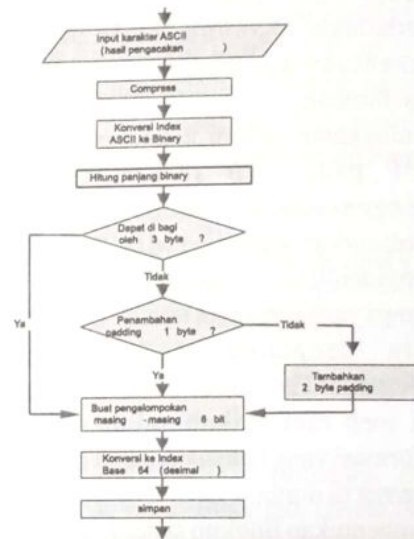 Input karakter ASCII
(hasil pengacakan )
Compress
Konversi Index
ASCII ke Binary
Hitung panjang binary
Dapat di bagi
oleh 3 byte ?
Tidak
Ya
Penambahan
padding 1 byte ?
Tidak
Ya
Tambahkan
2 byte padding
Buat pengelompokan
masing -masing 6 bit
Konversi ke Index
Base 64 (desimal )
simpan